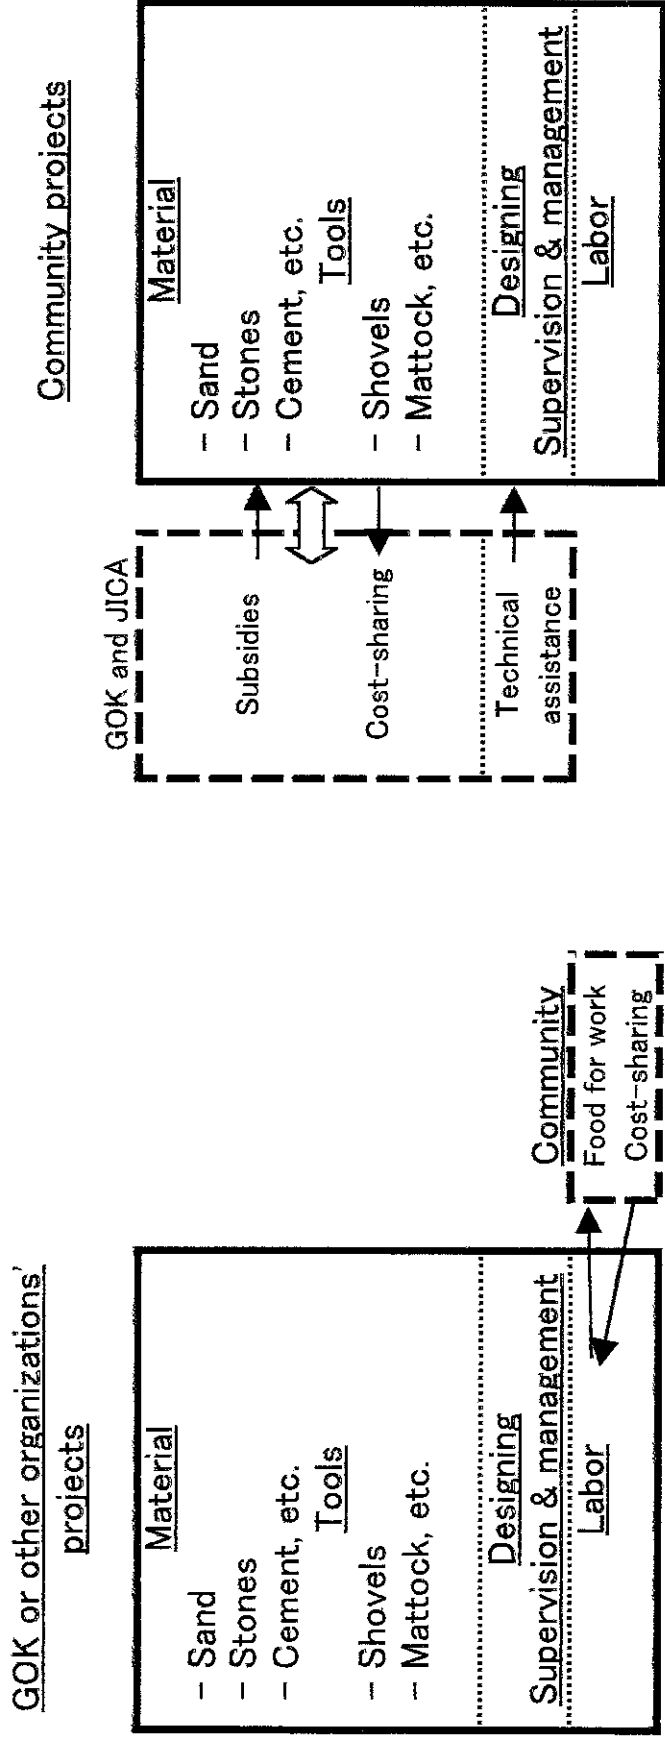 GOK or other organizations'
projects
Material
- Sand
- Stones
- Cement, etc.
Tools
- Shovels
- Mattock, etc.
Designing
Supervision & management
Labor
Community
Food for work
Cost-sharing
Community projects
GOK and JICA
Subsidies
Cost-sharing
Technical
assistance
Material
- Sand
- Stones
- Cement, etc.
Tools
- Shovels
- Mattock, etc.
Designing
Supervision & management
Labor